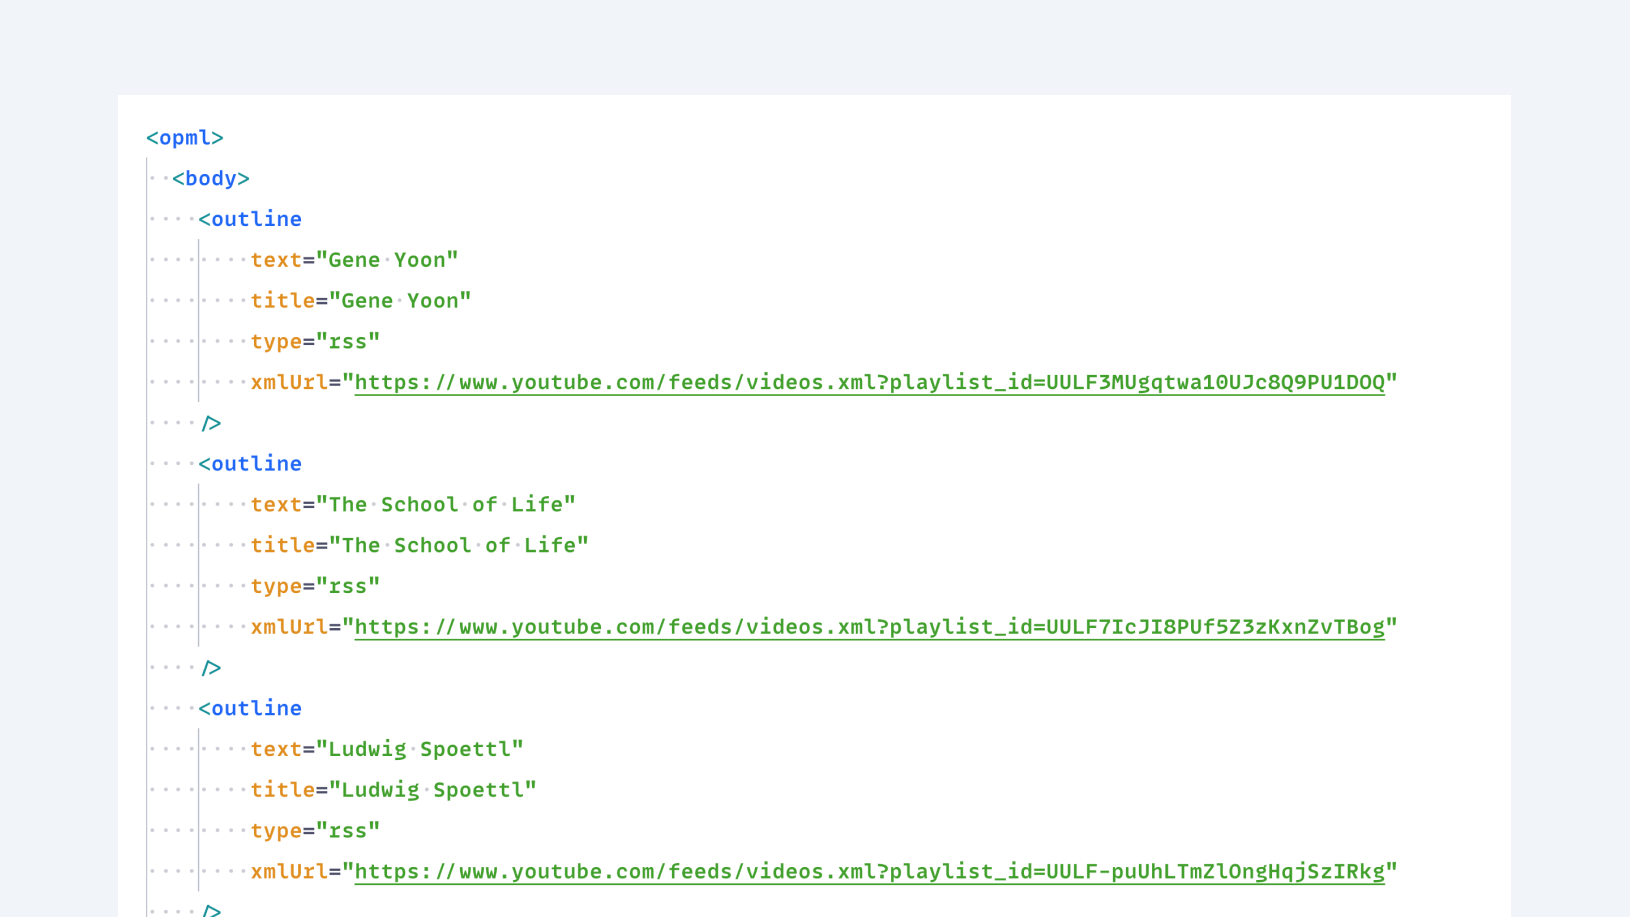 <opml>
<body>
<outline
text="Gene Yoon"
title="Gene Yoon"
type="rss"
xmlUrl="https://www.youtube.com/feeds/videos.xml?playlist_id=UULF3MUgqtwa10UJc8Q9PU1DOQ"
/>
<outline
text="The School of Life"
title="The School of Life"
type="rss"
xmlUrl="https://www.youtube.com/feeds/videos.xml?playlist_id=UULF7IcJI8PUf5Z3zKxnZvTBog"
/>
<outline
text="Ludwig Spoettl"
title="Ludwig Spoettl"
type="rss"
xmlUrl="https://www.youtube.com/feeds/videos.xml?playlist_id=UULF-puUhLTmZlOngHqjSzIRkg"
/>